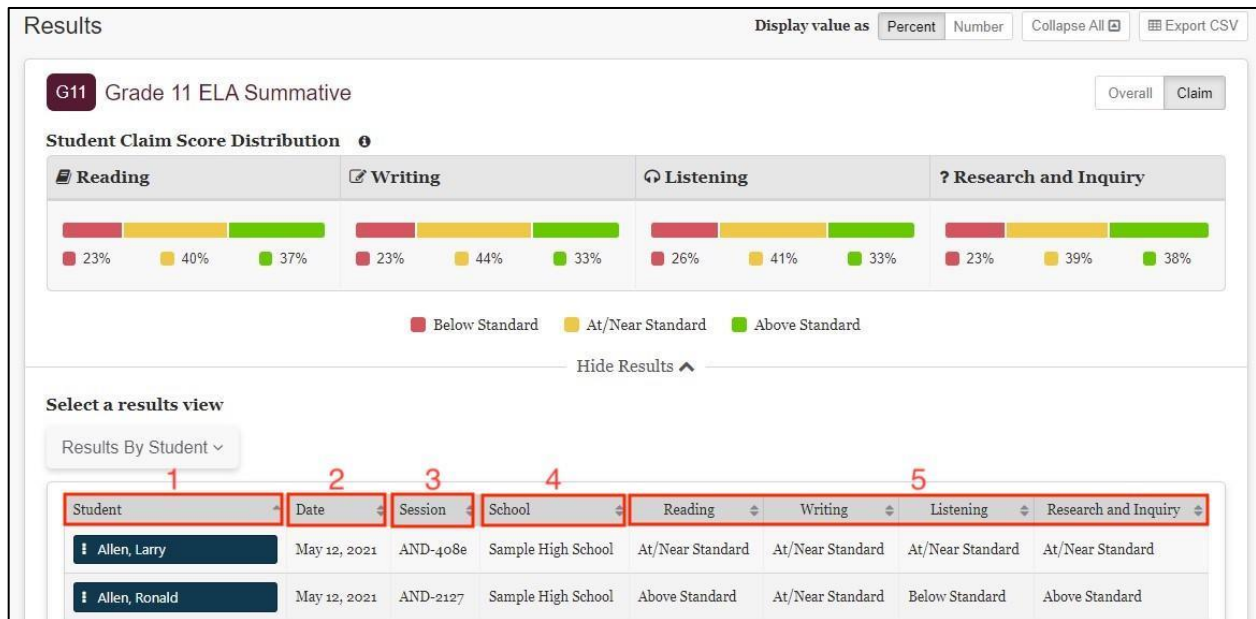 Results
Display value as Percent Number Collapse All Export CSV
G11 Grade 11 ELA Summative
Overall Claim
Student Claim Score Distribution
Reading Writing Listening ? Research and Inquiry
23% 40% 37% 23% 44% 33% 26% 41% 33% 23% 39% 38%
Below Standard At/Near Standard Above Standard
Hide Results
Select a results view
Results By Student
1 2 3 4 5
Student Date Session School Reading Writing Listening Research and Inquiry
Allen, Larry May 12, 2021 AND-408e Sample High School At/Near Standard At/Near Standard At/Near Standard At/Near Standard
Allen, Ronald May 12, 2021 AND-2127 Sample High School Above Standard At/Near Standard Below Standard Above Standard